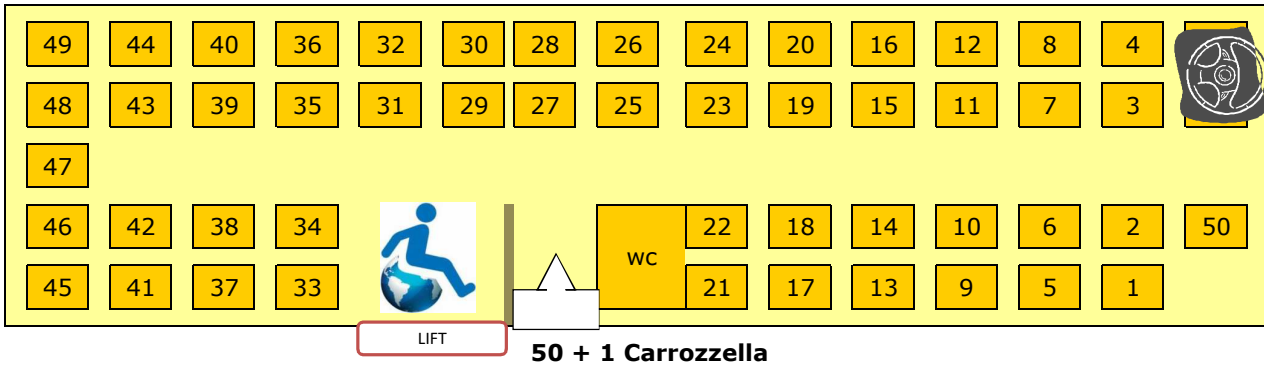 49 44 40 36 32 30 28 26 24 20 16 12 8 4
48 43 39 35 31 29 27 25 23 19 15 11 7 3
47
46 42 38 34 22 18 14 10 6 2 50
WC
45 41 37 33 21 17 13 9 5 1
LIFT
50 + 1 Carrozzella